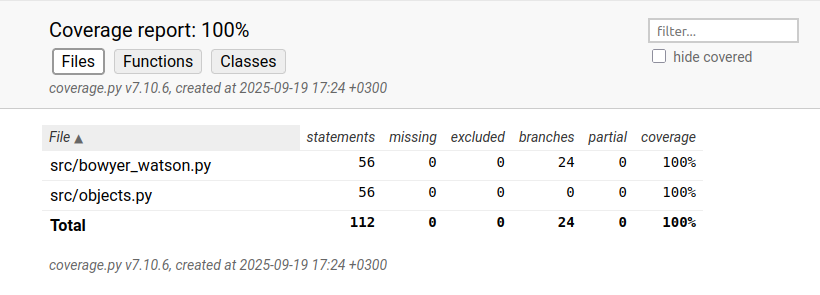 Coverage report: 100%
filter...
Files Functions Classes
hide covered
coverage.py v7.10.6, created at 2025-09-19 17:24 +0300
File ▲ statements missing excluded branches partial coverage
src/bowyer_watson.py 56 0 0 24 0 100%
src/objects.py 56 0 0 0 0 100%
Total 112 0 0 24 0 100%
coverage.py v7.10.6, created at 2025-09-19 17:24 +0300